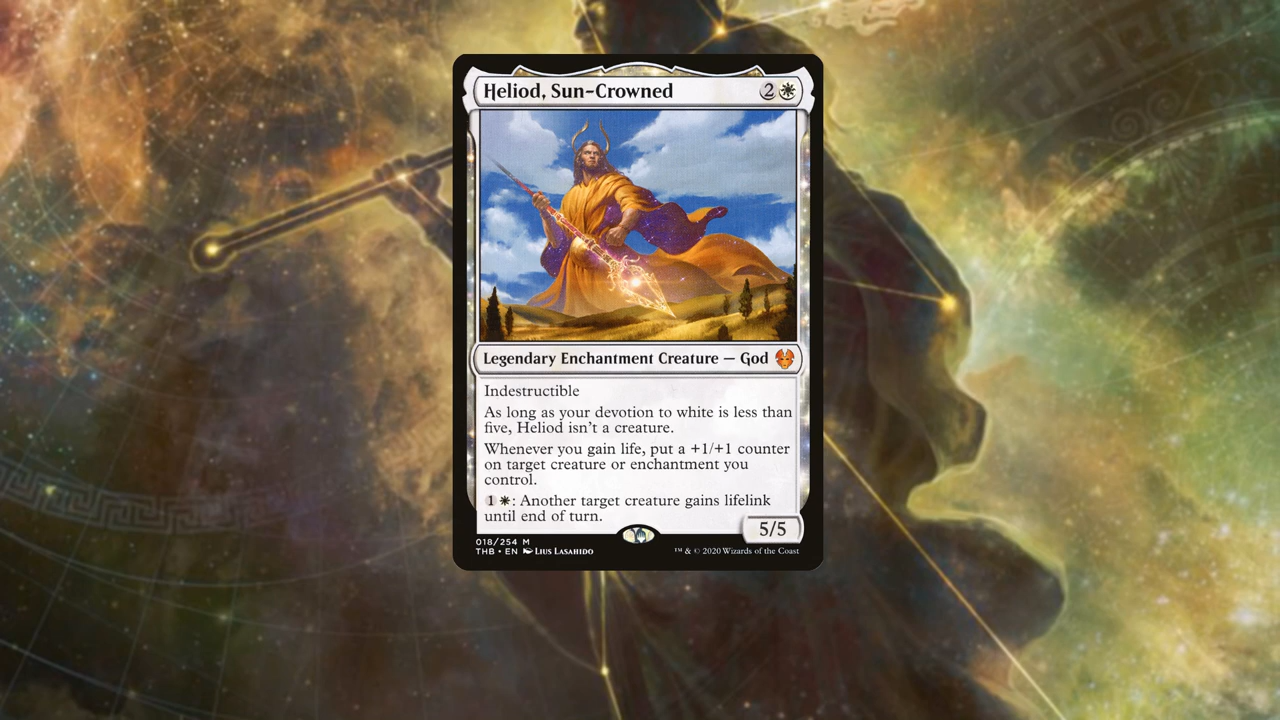 Heliod, Sun-Crowned 2
Legendary Enchantment Creature — God
Indestructible
As long as your devotion to white is less than
five, Heliod isn't a creature.
Whenever you gain life, put a +1/+1 counter
on target creature or enchantment you
control.
1 : Another target creature gains lifelink
until end of turn.
5/5
018/254 M
THB • EN Lius Lasahido
™ & © 2020 Wizards of the Coast